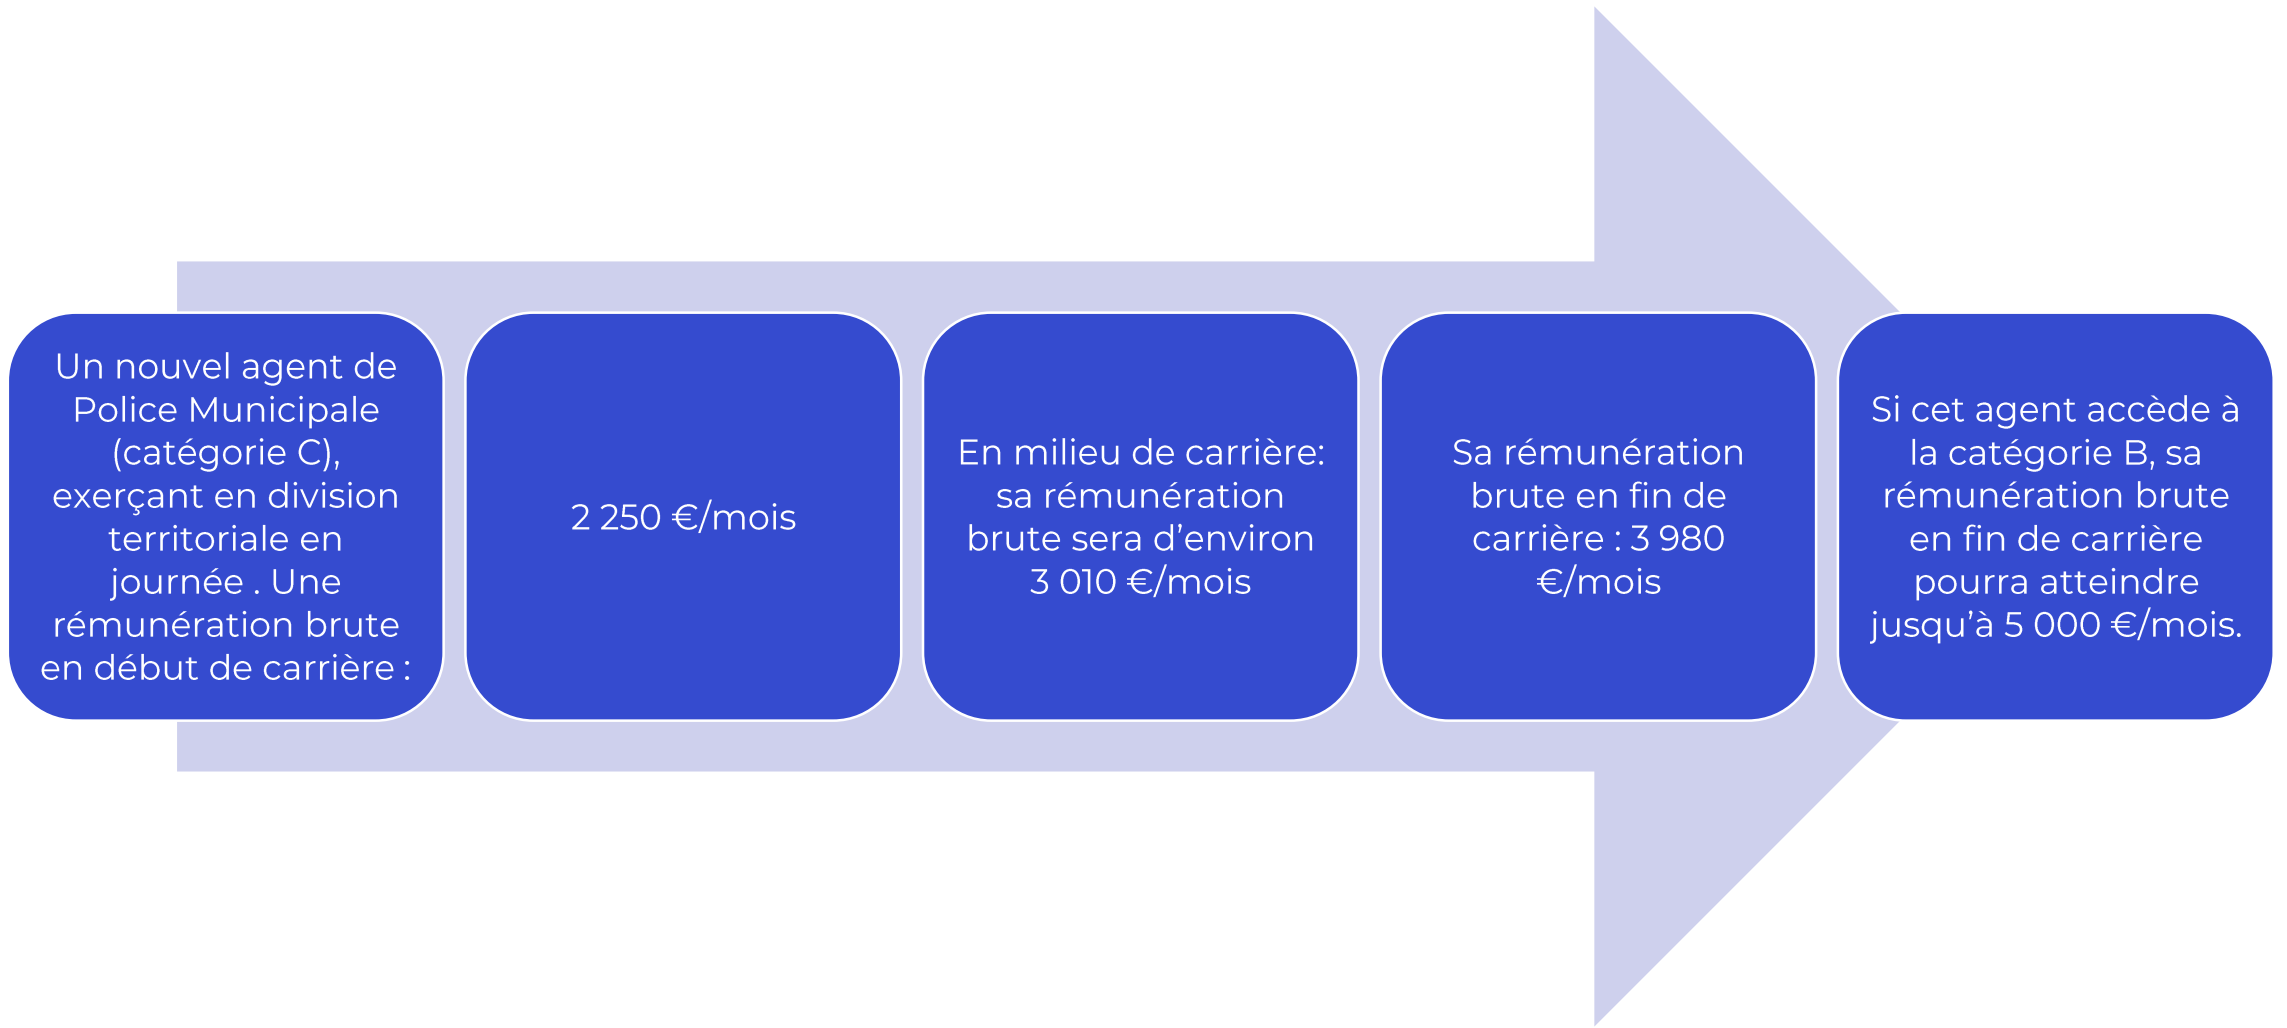 Un nouvel agent de
Police Municipale
(catégorie C),
exerçant en division
territoriale en
journée . Une
rémunération brute
en début de carrière :
2 250 €/mois
En milieu de carrière:
sa rémunération
brute sera d’environ
3 010 €/mois
Sa rémunération
brute en fin de
carrière : 3 980
€/mois
Si cet agent accède à
la catégorie B, sa
rémunération brute
en fin de carrière
pourra atteindre
jusqu’à 5 000 €/mois.